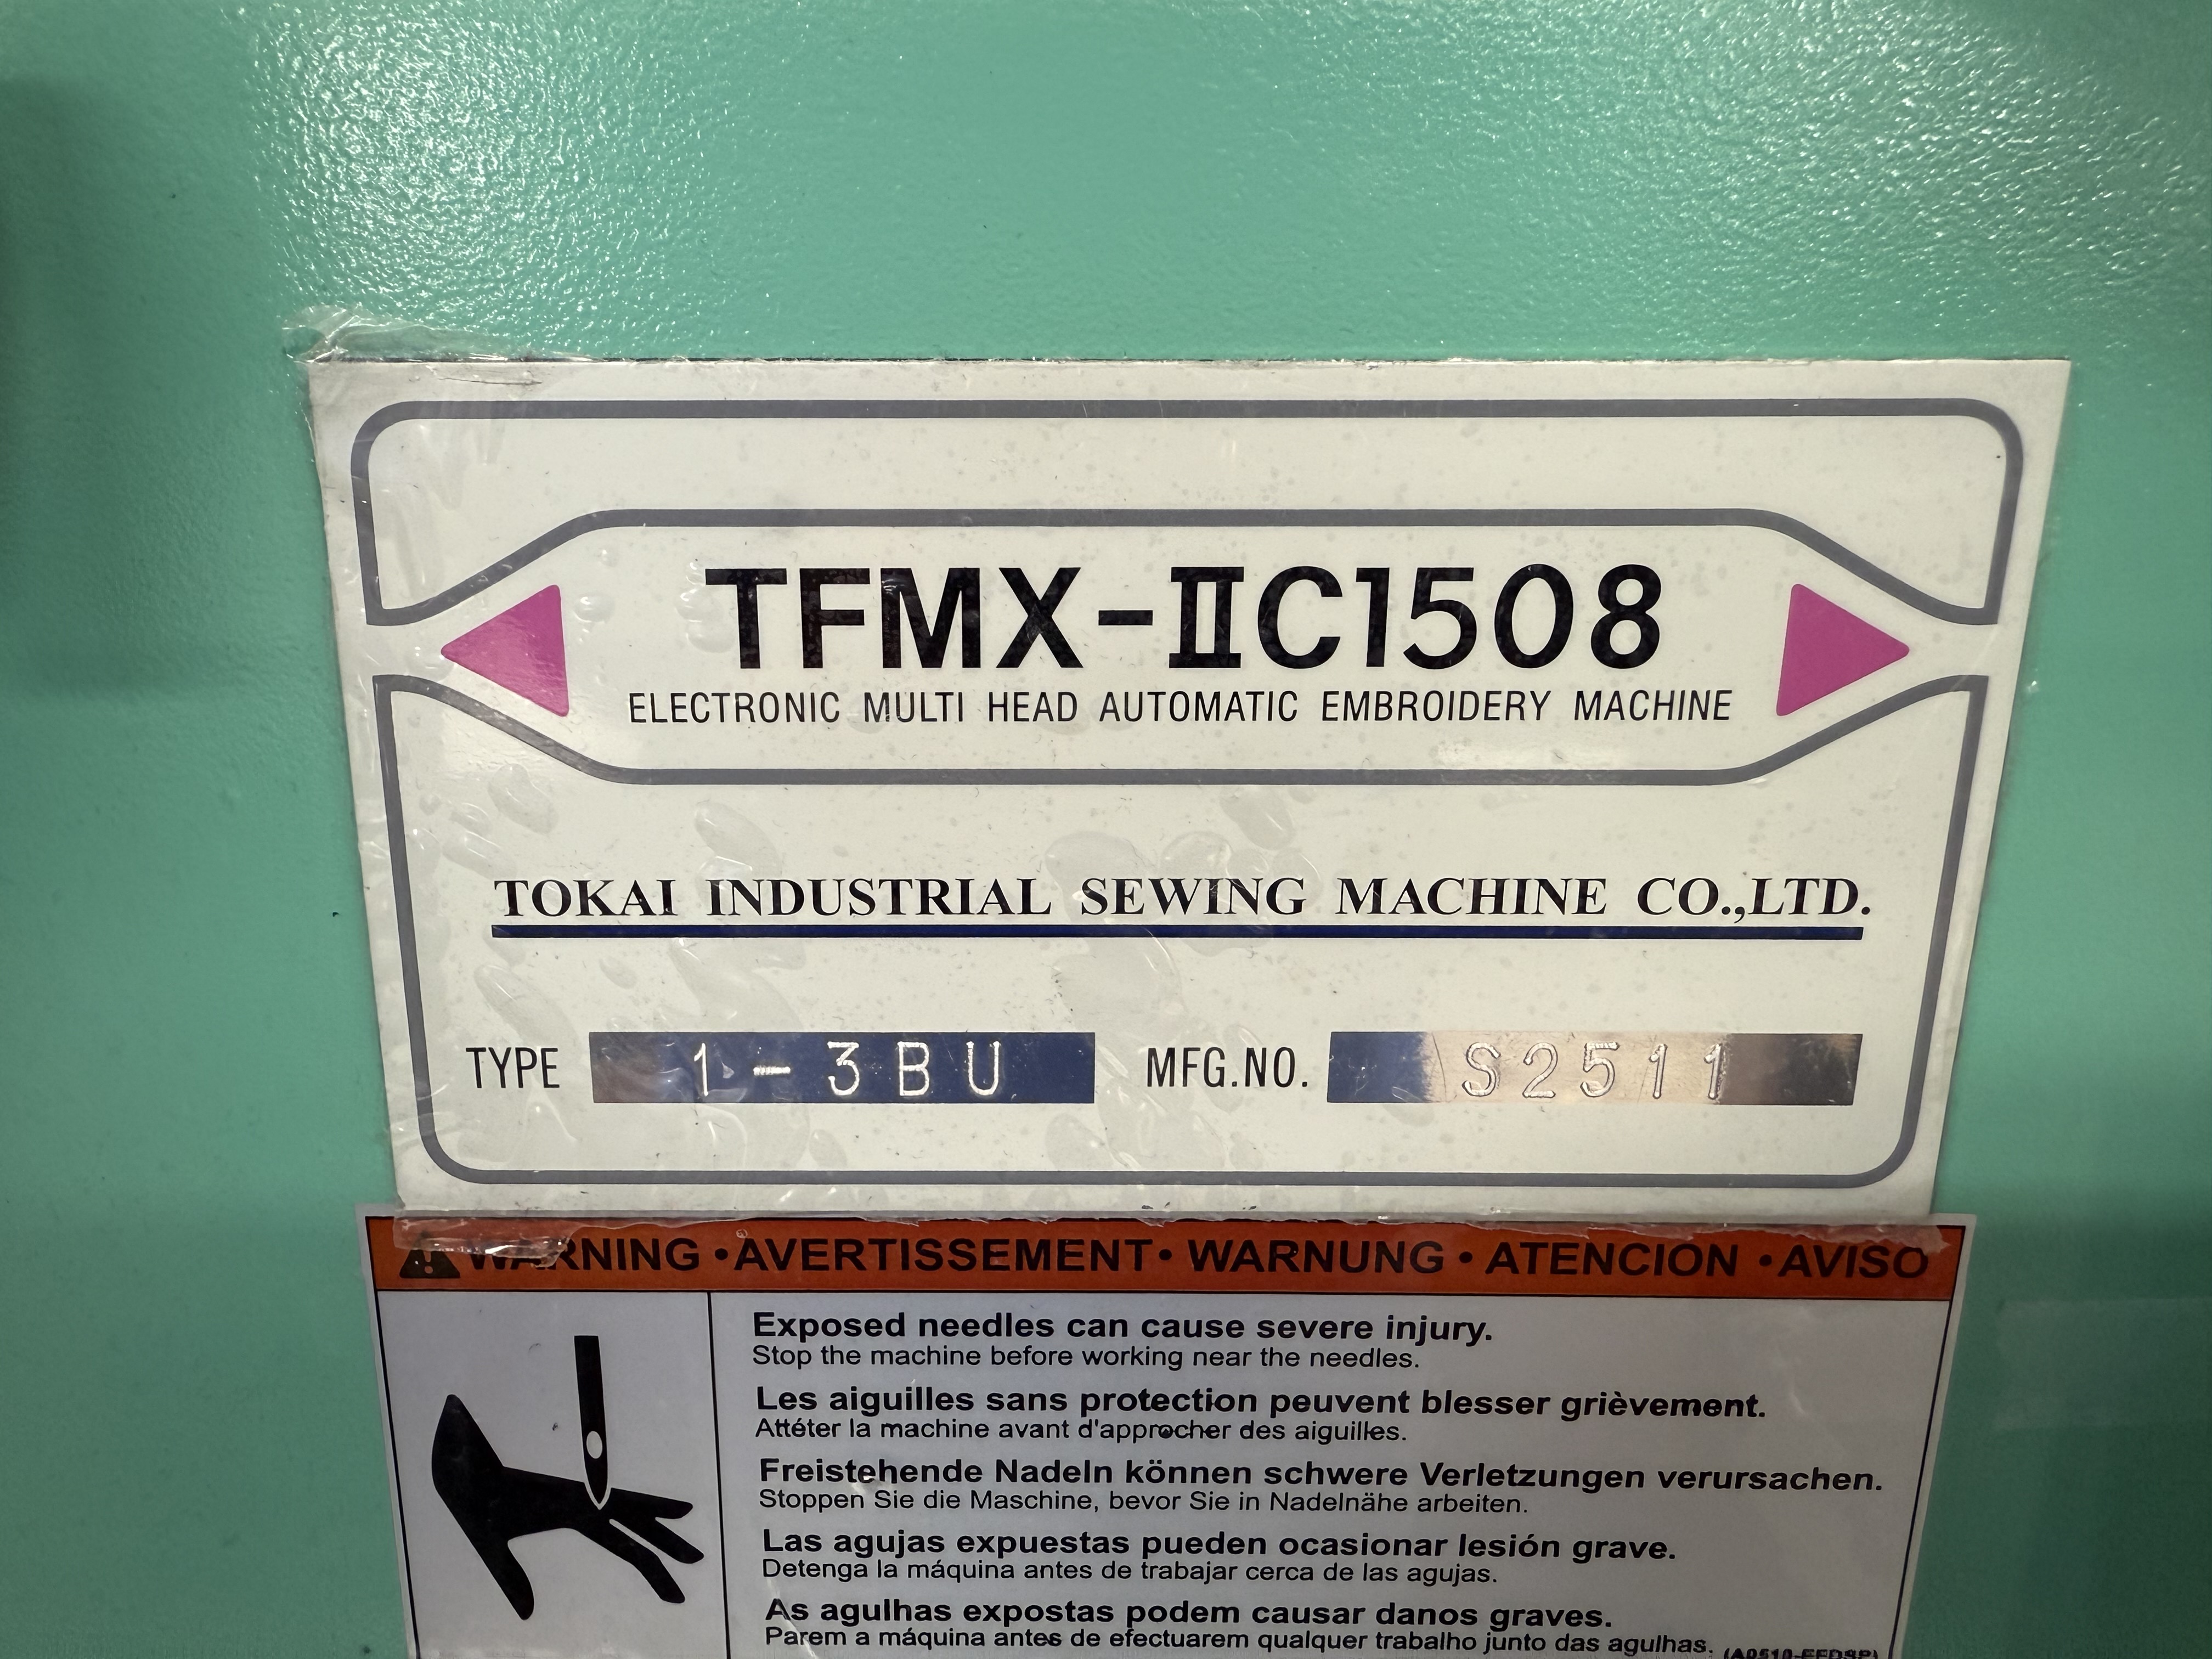 TFMX-ⅡC1508
ELECTRONIC MULTI HEAD AUTOMATIC EMBROIDERY MACHINE
TOKAI INDUSTRIAL SEWING MACHINE CO.,LTD.
TYPE 1-3BU MFG.NO. S2511
WARNING • AVERTISSEMENT • WARNUNG • ATENCION • AVISO
Exposed needles can cause severe injury.
Stop the machine before working near the needles.
Les aiguilles sans protection peuvent blesser grièvement.
Attéter la machine avant d'approcher des aiguilles.
Freistehende Nadeln können schwere Verletzungen verursachen.
Stoppen Sie die Maschine, bevor Sie in Nadelnähe arbeiten.
Las agujas expuestas pueden ocasionar lesión grave.
Detenga la máquina antes de trabajar cerca de las agujas.
As agulhas expostas podem causar danos graves.
Parem a máquina antes de efectuarem qualquer trabalho junto das agulhas.